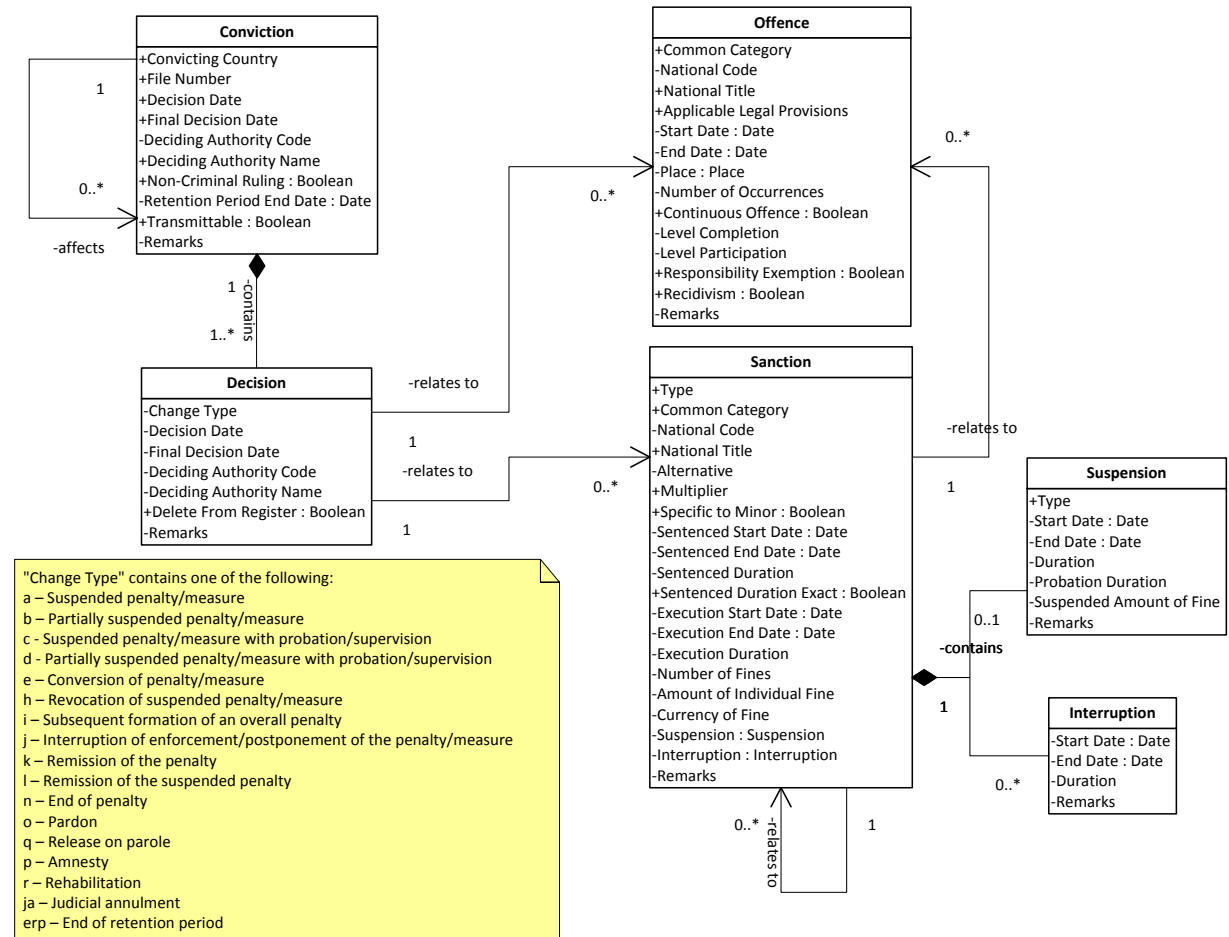 Conviction
+Convicting Country
+File Number
+Decision Date
+Final Decision Date
-Deciding Authority Code
+Deciding Authority Name
+Non-Criminal Ruling : Boolean
-Retention Period End Date : Date
+Transmittable : Boolean
-Remarks
1
0..*
-affects
1
-contains
1..*
Offence
+Common Category
-National Code
+National Title
+Applicable Legal Provisions
-Start Date : Date
-End Date : Date
-Place : Place
-Number of Occurrences
+Continuous Offence : Boolean
-Level Completion
-Level Participation
+Responsibility Exemption : Boolean
+Recidivism : Boolean
-Remarks
0..*
0..*
Decision
-Change Type
-Decision Date
-Final Decision Date
-Deciding Authority Code
-Deciding Authority Name
+Delete From Register : Boolean
-Remarks
-relates to
1
-relates to
1
0..*
Sanction
+Type
+Common Category
-National Code
+National Title
-Alternative
+Multiplier
+Specific to Minor : Boolean
-Sentenced Start Date : Date
-Sentenced End Date : Date
-Sentenced Duration
+Sentenced Duration Exact : Boolean
-Execution Start Date : Date
-Execution End Date : Date
-Execution Duration
-Number of Fines
-Amount of Individual Fine
-Currency of Fine
-Suspension : Suspension
-Interruption : Interruption
-Remarks
-relates to
1
0..*
-relates to
1
Suspension
+Type
-Start Date : Date
-End Date : Date
-Duration
-Probation Duration
-Suspended Amount of Fine
-Remarks
0..1
-contains
1
0..*
Interruption
-Start Date : Date
-End Date : Date
-Duration
-Remarks
"Change Type" contains one of the following:
a – Suspended penalty/measure
b – Partially suspended penalty/measure
c - Suspended penalty/measure with probation/supervision
d - Partially suspended penalty/measure with probation/supervision
e – Conversion of penalty/measure
h – Revocation of suspended penalty/measure
i – Subsequent formation of an overall penalty
j – Interruption of enforcement/postponement of the penalty/measure
k – Remission of the penalty
l – Remission of the suspended penalty
n – End of penalty
o – Pardon
q – Release on parole
p – Amnesty
r – Rehabilitation
ja – Judicial annulment
erp – End of retention period